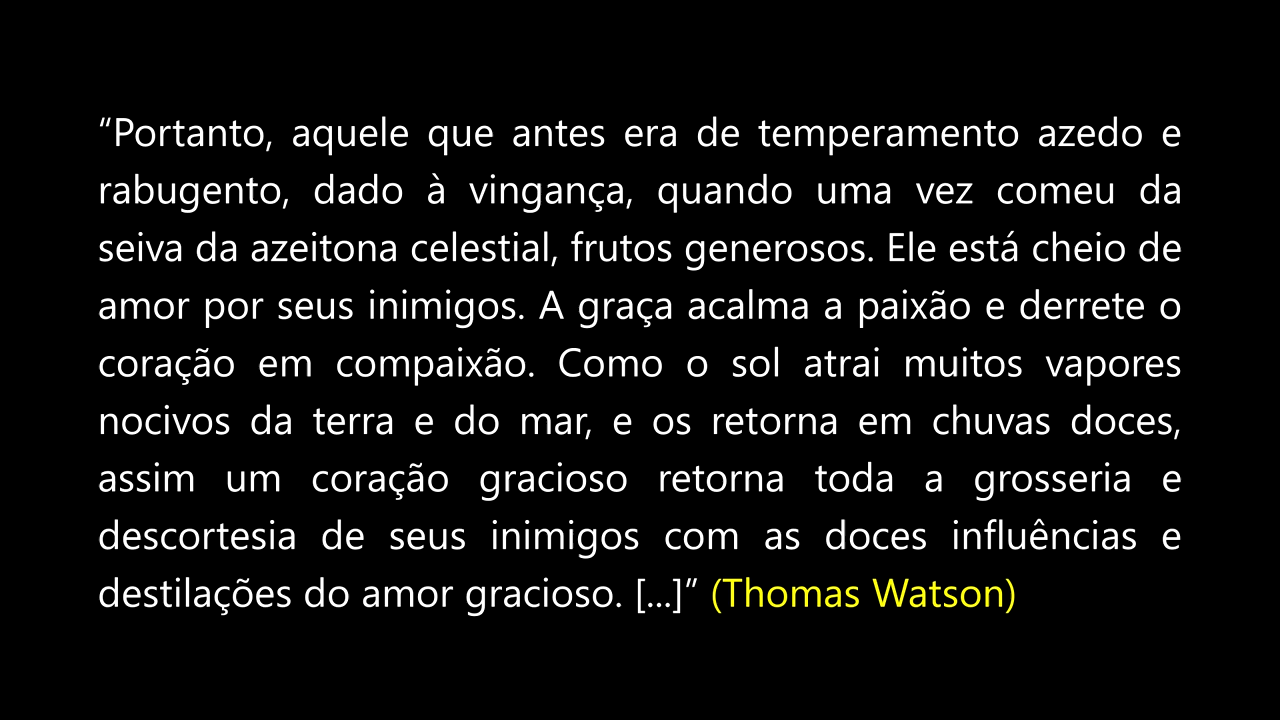 “Portanto, aquele que antes era de temperamento azedo e
rabugento, dado à vingança, quando uma vez comeu da
seiva da azeitona celestial, frutos generosos. Ele está cheio de
amor por seus inimigos. A graça acalma a paixão e derrete o
coração em compaixão. Como o sol atrai muitos vapores
nocivos da terra e do mar, e os retorna em chuvas doces,
assim um coração gracioso retorna toda a grosseria e
descortesia de seus inimigos com as doces influências e
destilações do amor gracioso. [...]” (Thomas Watson)